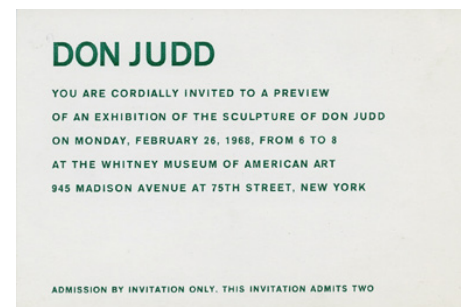 DON JUDD
YOU ARE CORDIALLY INVITED TO A PREVIEW
OF AN EXHIBITION OF THE SCULPTURE OF DON JUDD
ON MONDAY, FEBRUARY 26, 1968, FROM 6 TO 8
AT THE WHITNEY MUSEUM OF AMERICAN ART
945 MADISON AVENUE AT 75TH STREET, NEW YORK
ADMISSION BY INVITATION ONLY. THIS INVITATION ADMITS TWO